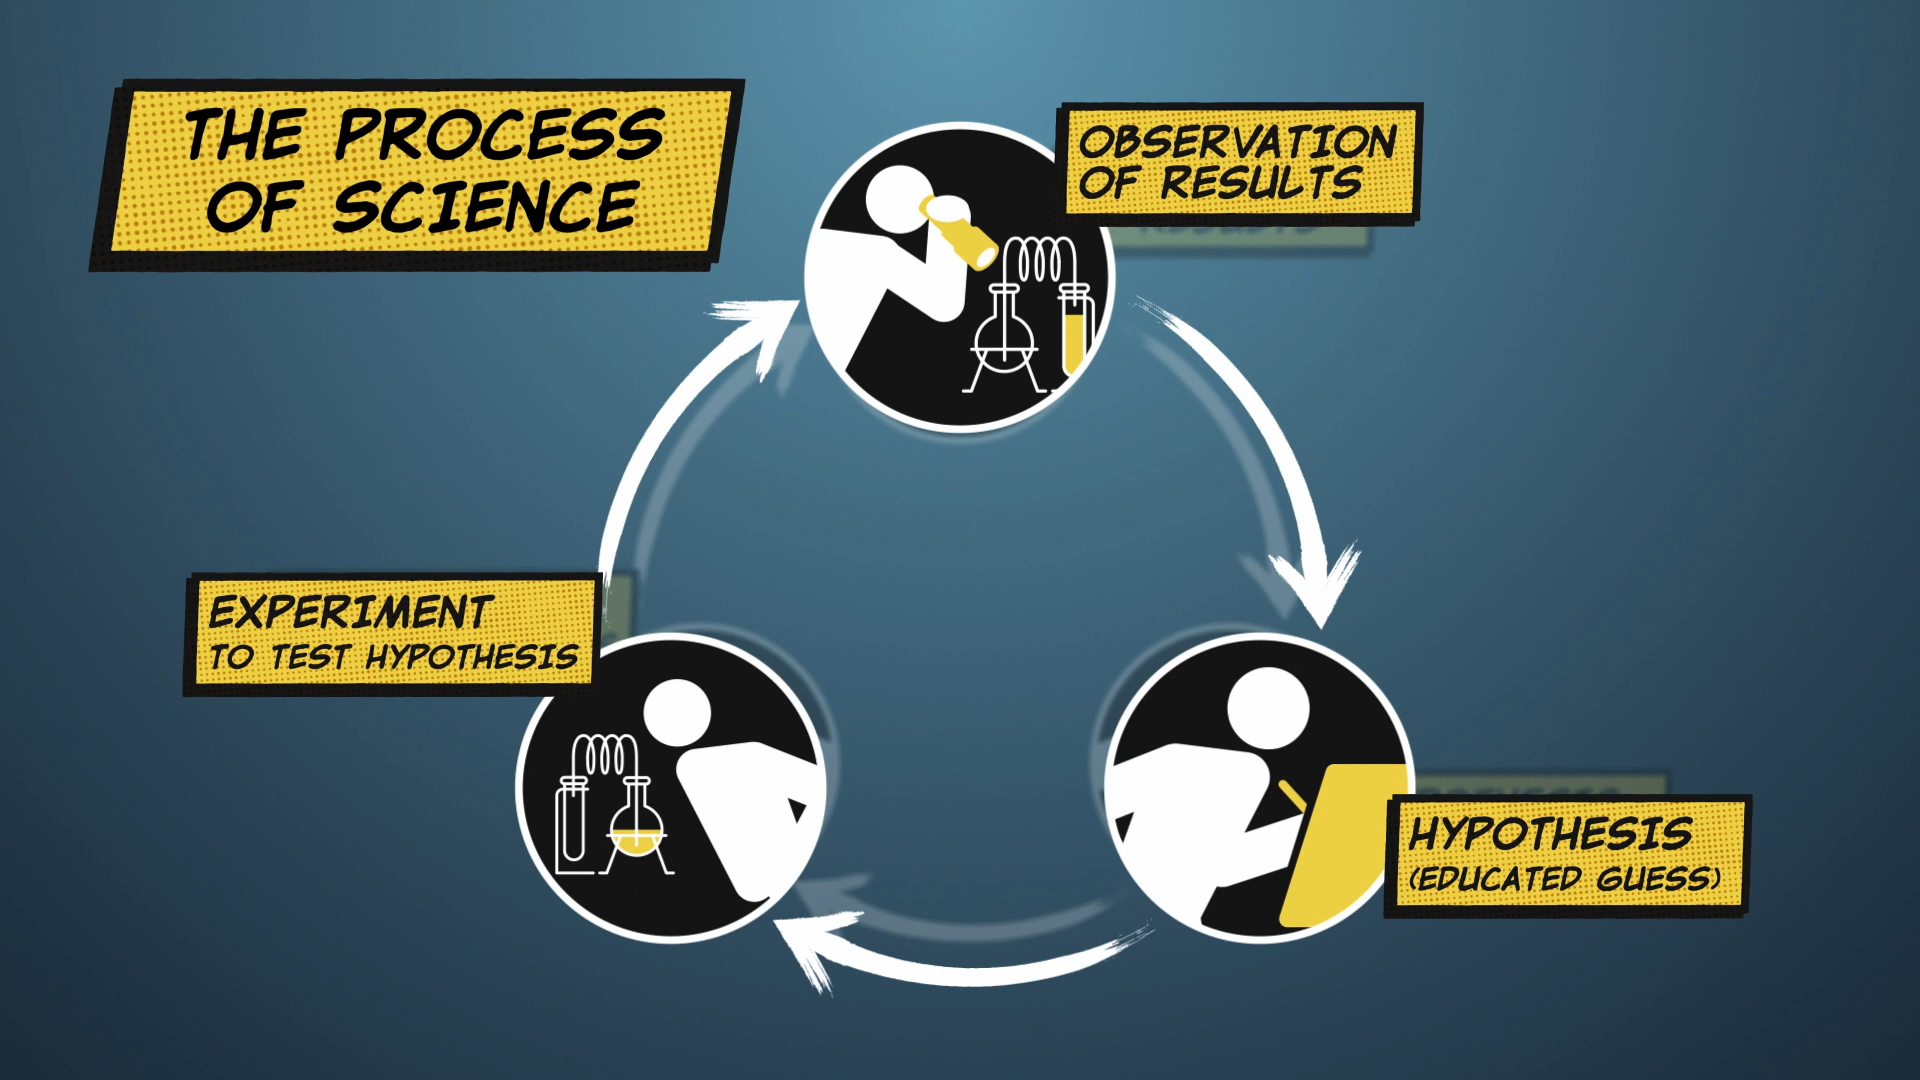 THE PROCESS
OF SCIENCE
OBSERVATION
OF RESULTS
EXPERIMENT
TO TEST HYPOTHESIS
HYPOTHESIS
(EDUCATED GUESS)